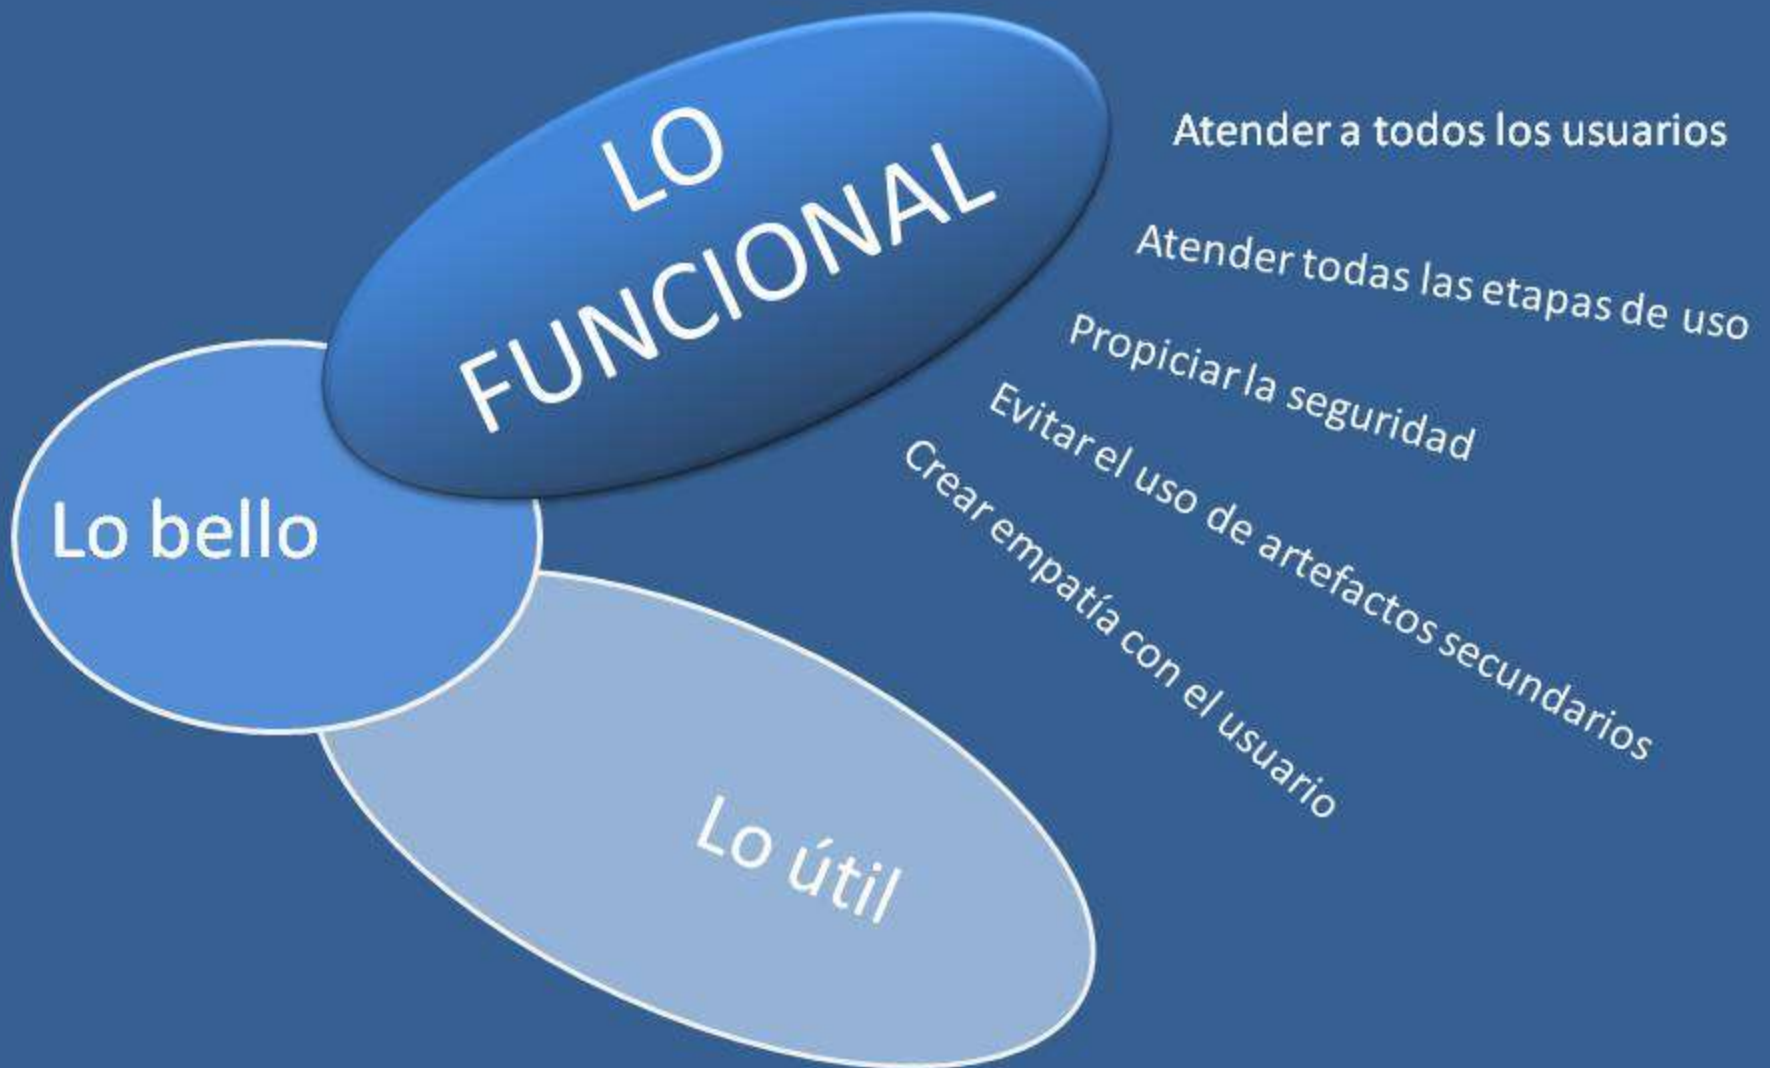 LO
FUNCIONAL
Atender a todos los usuarios
Atender todas las etapas de uso
Propiciar la seguridad
Evitar el uso de artefactos secundarios
Crear empatía con el usuario
Lo bello
Lo útil